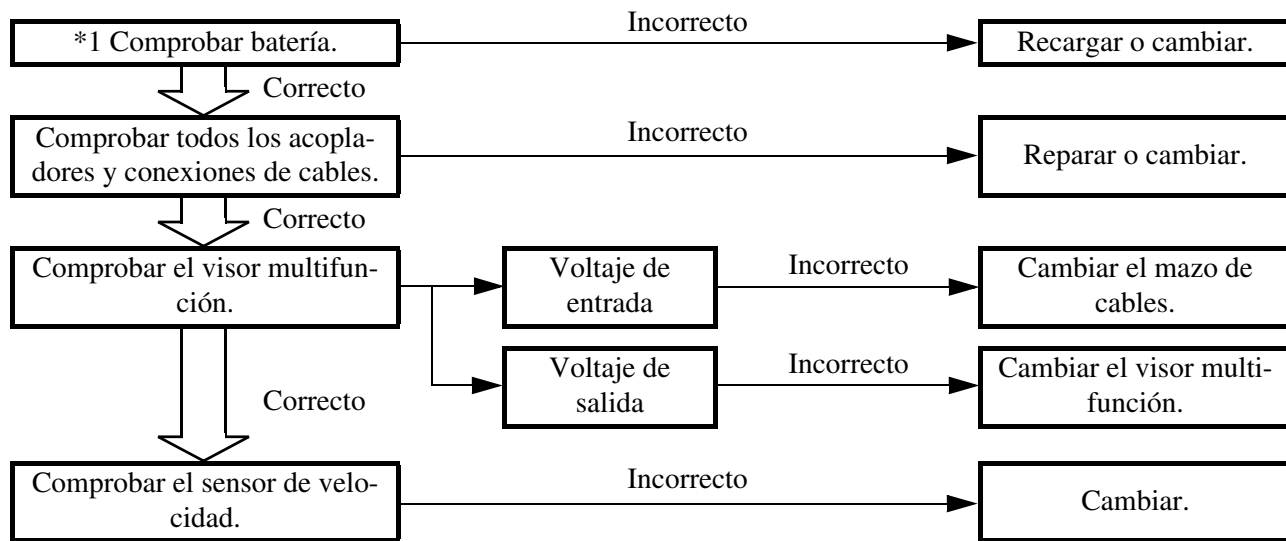 *1 Comprobar batería.
Incorrecto
Recargar o cambiar.
Correcto
Comprobar todos los acopla-
dores y conexiones de cables.
Incorrecto
Reparar o cambiar.
Correcto
Comprobar el visor multifun-
ción.
Voltaje de
entrada
Incorrecto
Cambiar el mazo de
cables.
Voltaje de
salida
Incorrecto
Cambiar el visor multi-
función.
Correcto
Comprobar el sensor de velo-
cidad.
Incorrecto
Cambiar.